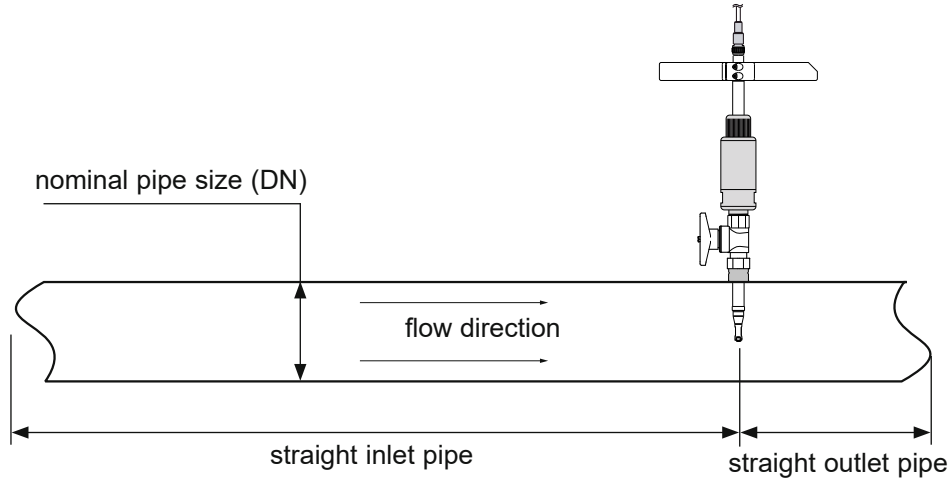 nominal pipe size (DN)
flow direction
straight inlet pipe
straight outlet pipe